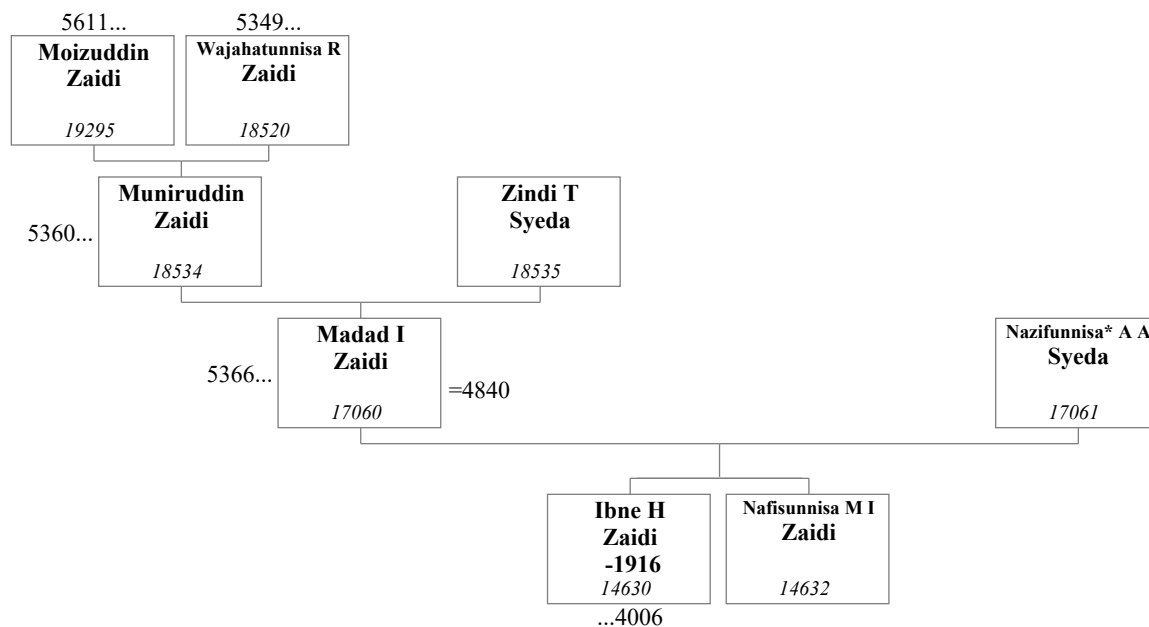 5611...
5349...
Moizuddin
Zaidi
19295
Wajahatunnisa R
Zaidi
18520
5360...
Muniruddin
Zaidi
18534
Zindi T
Syeda
18535
5366...
Madad I
Zaidi
17060
=4840
Nazifunnisa* A A
Syeda
17061
Ibne H
Zaidi
-1916
14630
...4006
Nafisunnisa M I
Zaidi
14632